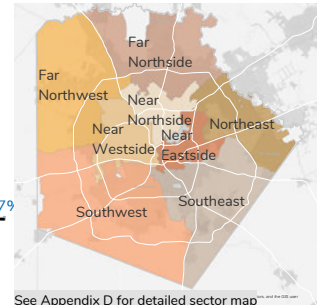 Far
Northside
Far
Northwest
Near
Northside
Near
Westside
Near
Eastside
Northeast
Southwest
Southeast
7%
See Appendix D for detailed sector map